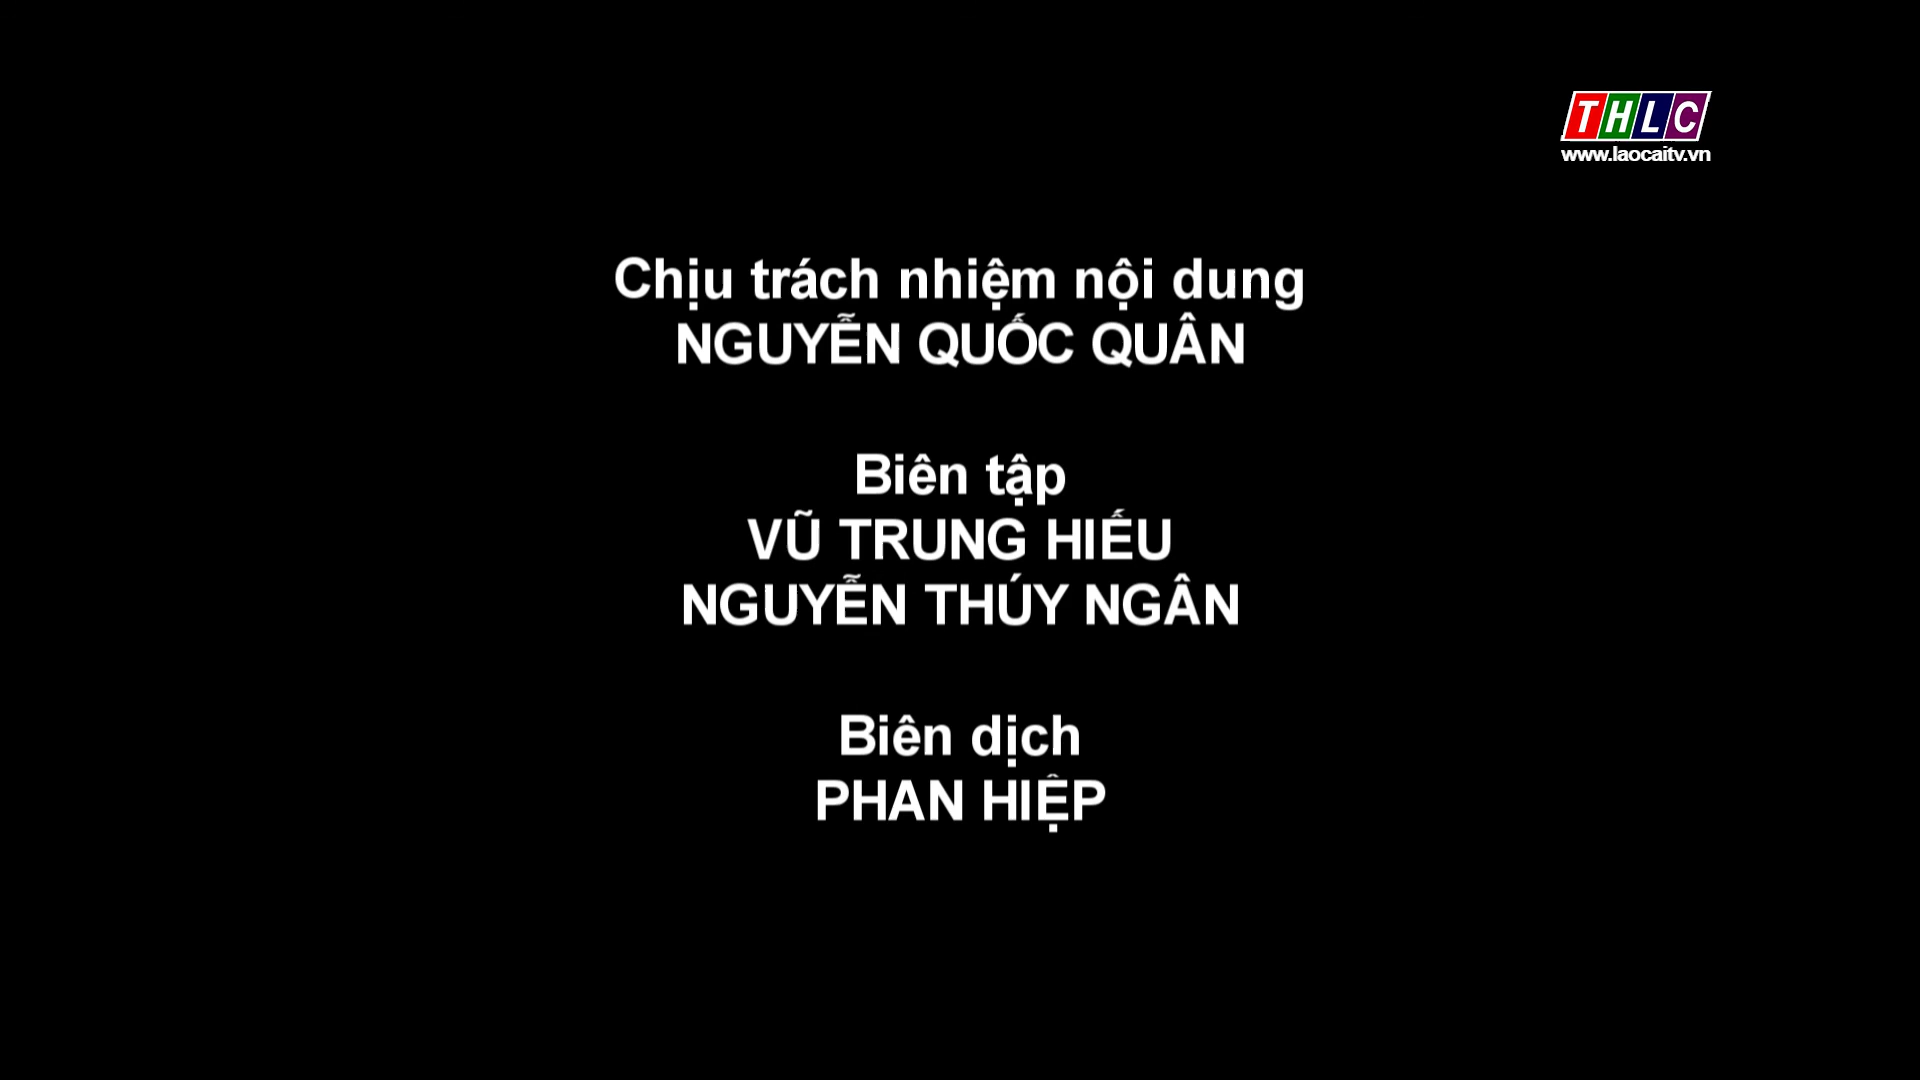 THLC
www.laocaitv.vn
Chịu trách nhiệm nội dung
NGUYỄN QUỐC QUÂN
Biên tập
VŨ TRUNG HIẾU
NGUYỄN THÚY NGÂN
Biên dịch
PHAN HIỆP